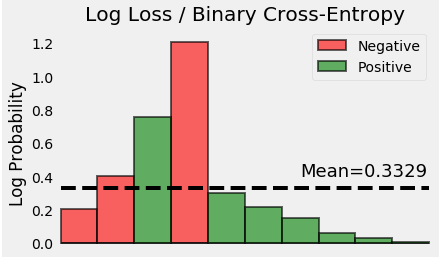 Log Loss / Binary Cross-Entropy
Log Probability
1.2
1.0
0.8
0.6
0.4
0.2
0.0
Negative
Positive
Mean=0.3329